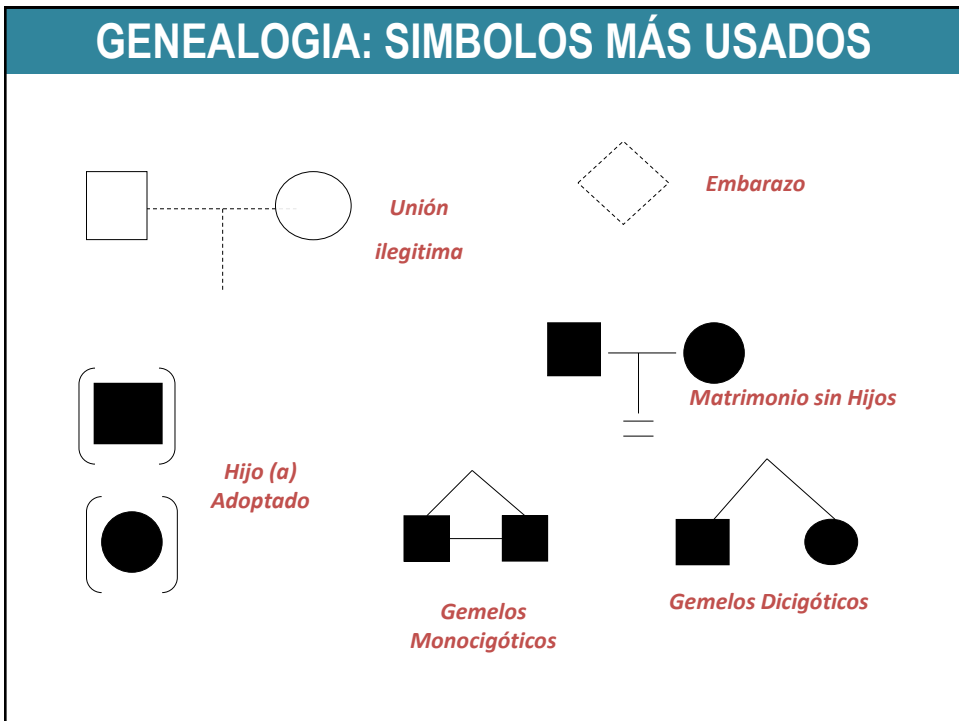 GENEALOGIA: SIMBOLOS MÁS USADOS
Unión
ilegitima
Embarazo
Matrimonio sin Hijos
Hijo (a)
Adoptado
Gemelos
Monocigóticos
Gemelos Dicigóticos